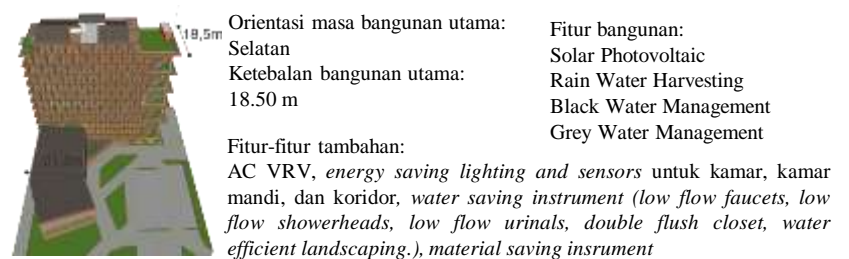 18,5m
Orientasi masa bangunan utama:
Selatan
Ketebalan bangunan utama:
18.50 m
Fitur bangunan:
Solar Photovoltaic
Rain Water Harvesting
Black Water Management
Grey Water Management
Fitur-fitur tambahan:
AC VRV, energy saving lighting and sensors untuk kamar, kamar
mandi, dan koridor, water saving instrument (low flow faucets, low
flow showerheads, low flow urinals, double flush closet, water
efficient landscaping.), material saving insrument